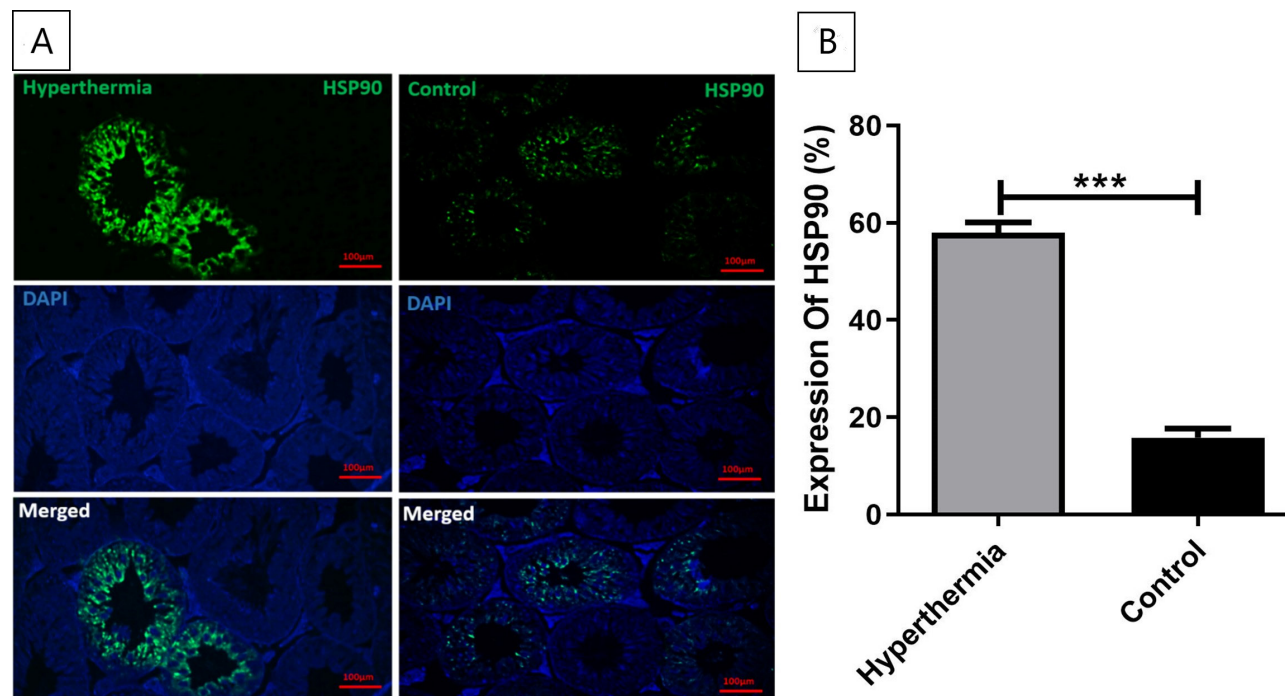 A
B
Hyperthermia HSP90
Control HSP90
100µm
100µm
DAPI
DAPI
100µm
100µm
Merged
Merged
100µm
100µm
Expression Of HSP90 (%)
80
60
40
20
0
***
Hyperthermia
Control